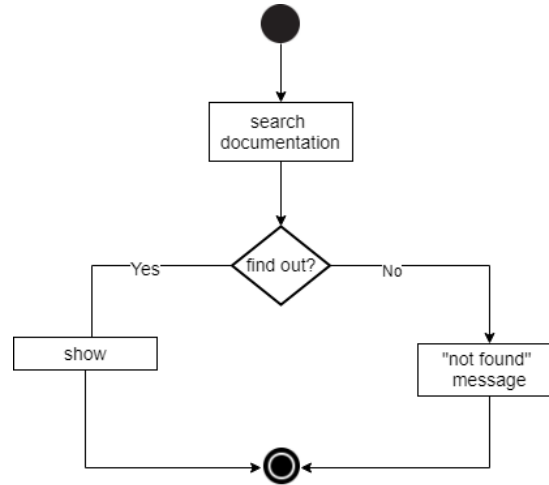 search
documentation
find out?
Yes
No
show
"not found"
message